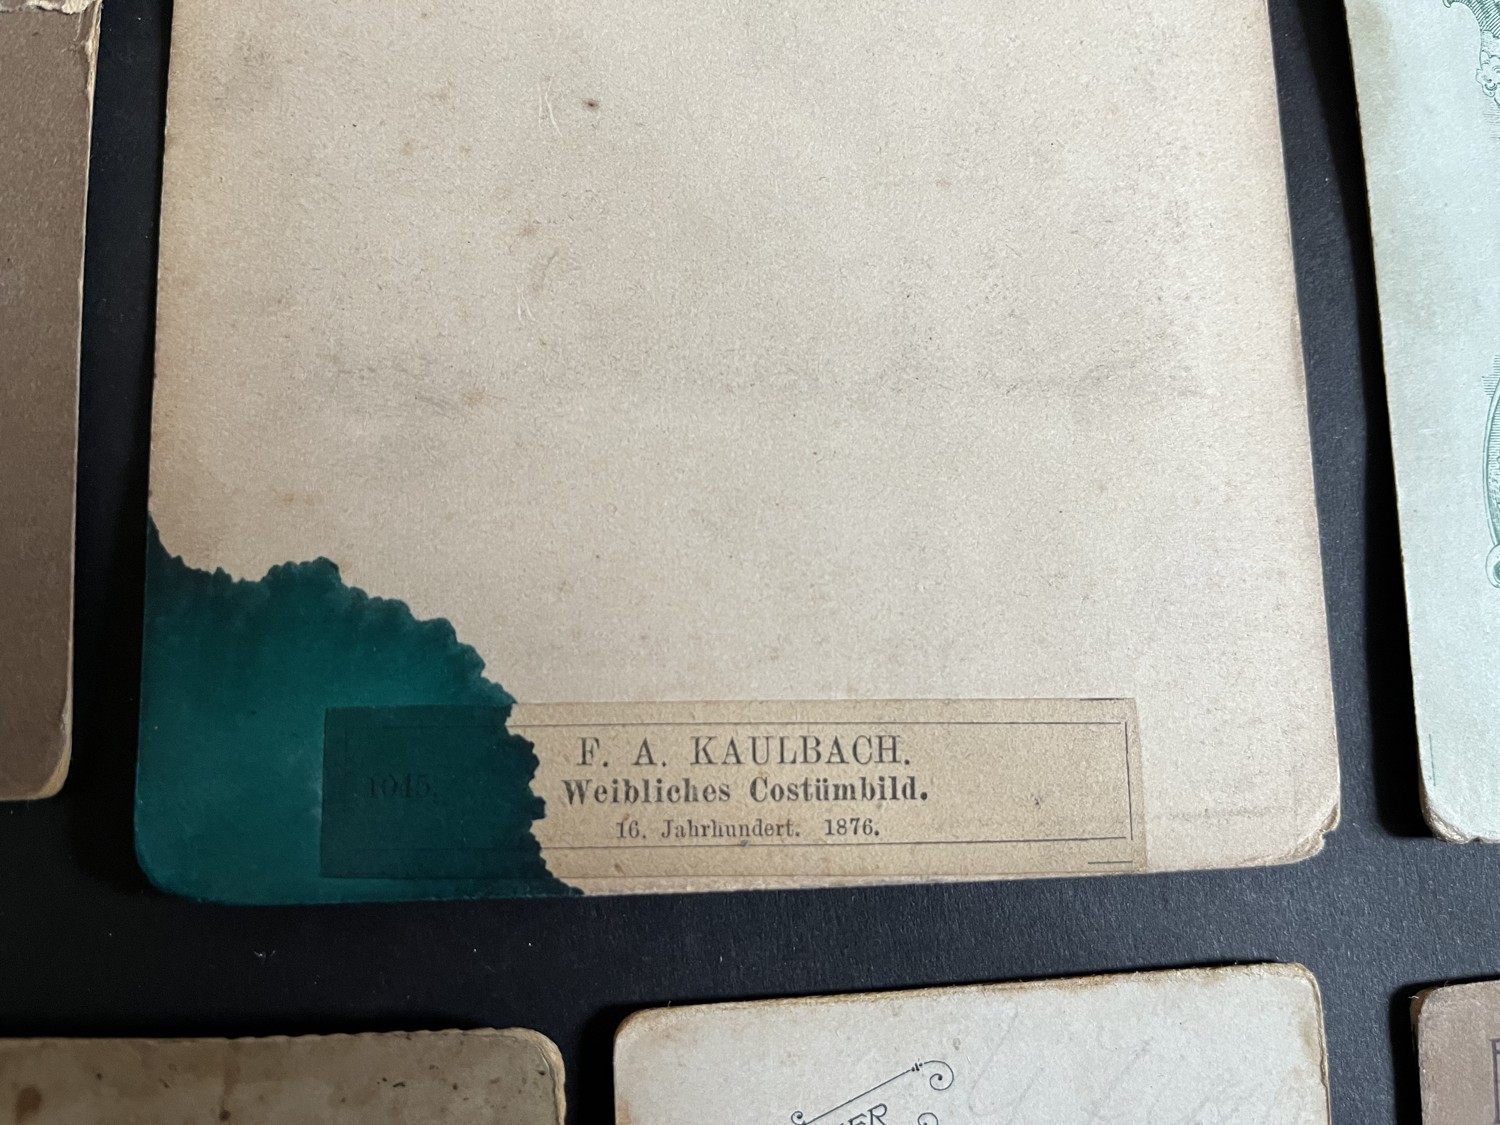 F. A. KAULBACH.
1045. Weibliches Costümbild.
16. Jahrhundert. 1876.